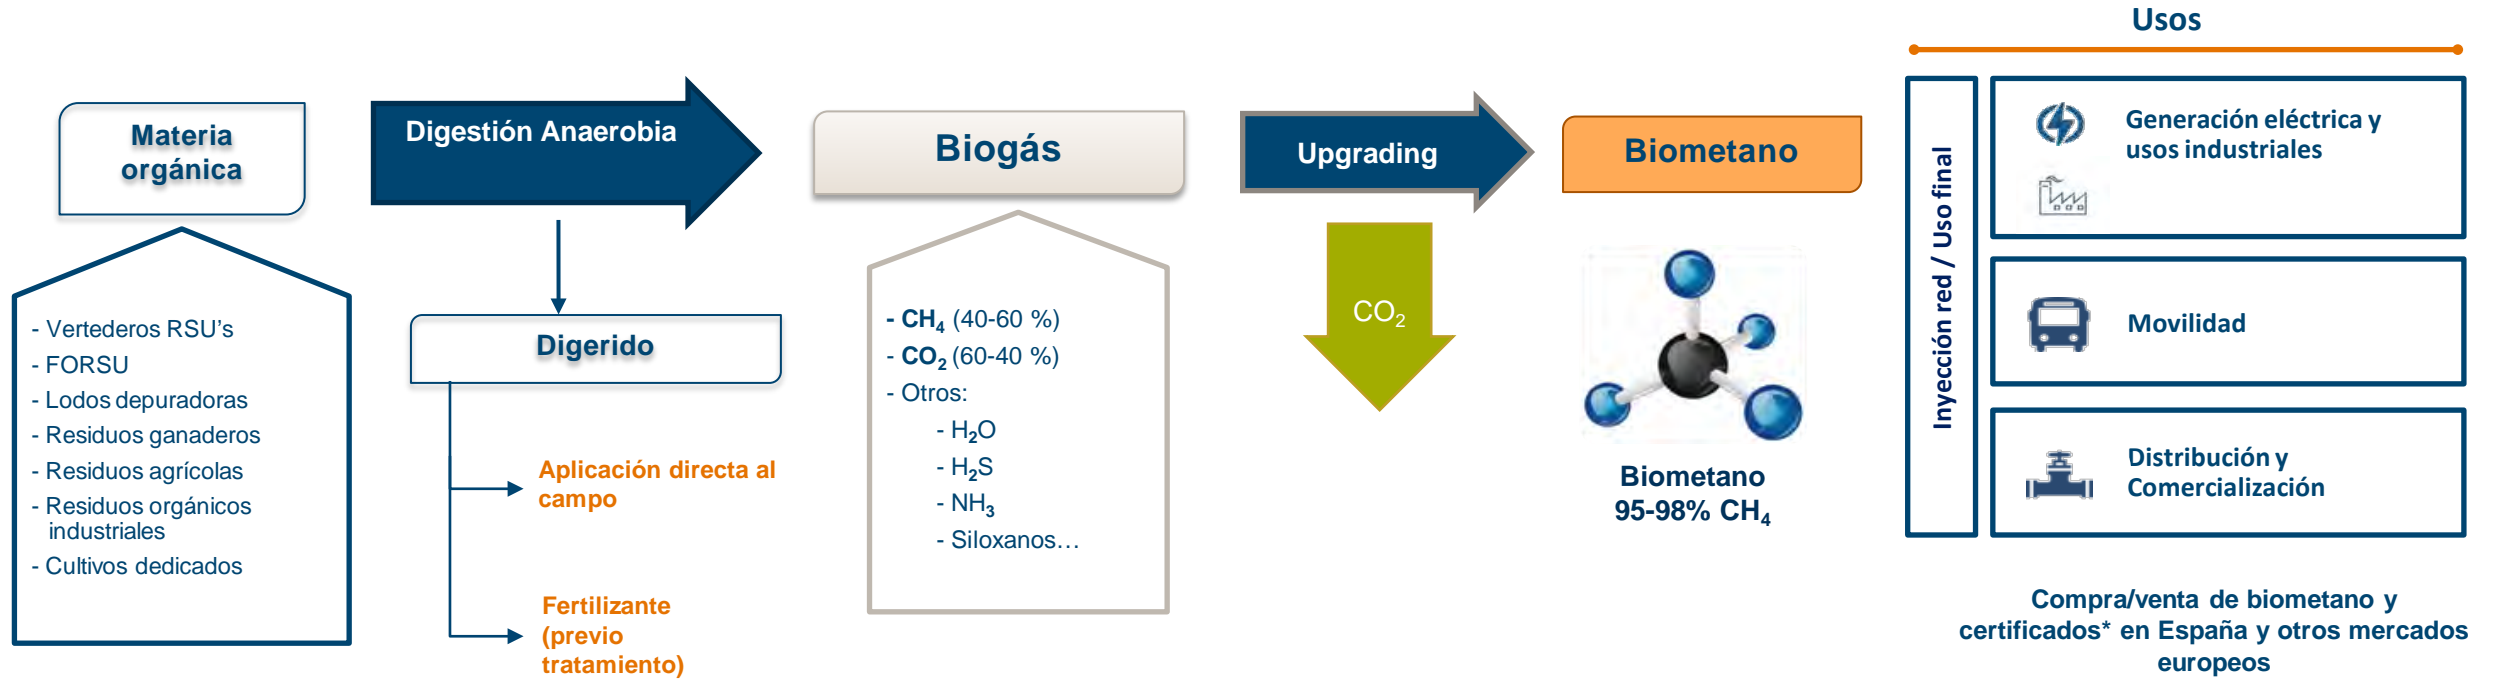 Usos
Materia
orgánica
- Vertederos RSU's
- FORSU
- Lodos depuradoras
- Residuos ganaderos
- Residuos agrícolas
- Residuos orgánicos
industriales
- Cultivos dedicados
Digestión Anaerobia
Digerido
Aplicación directa al
campo
Fertilizante
(previo
tratamiento)
Biogás
- CH₄ (40-60 %)
- CO₂ (60-40 %)
- Otros:
- H₂O
- H₂S
- NH₃
- Siloxanos…
Upgrading
CO₂
Biometano
Biometano
95-98% CH₄
Inyección red / Uso final
Generación eléctrica y
usos industriales
Movilidad
Distribución y
Comercialización
Compra/venta de biometano y
certificados* en España y otros mercados
europeos